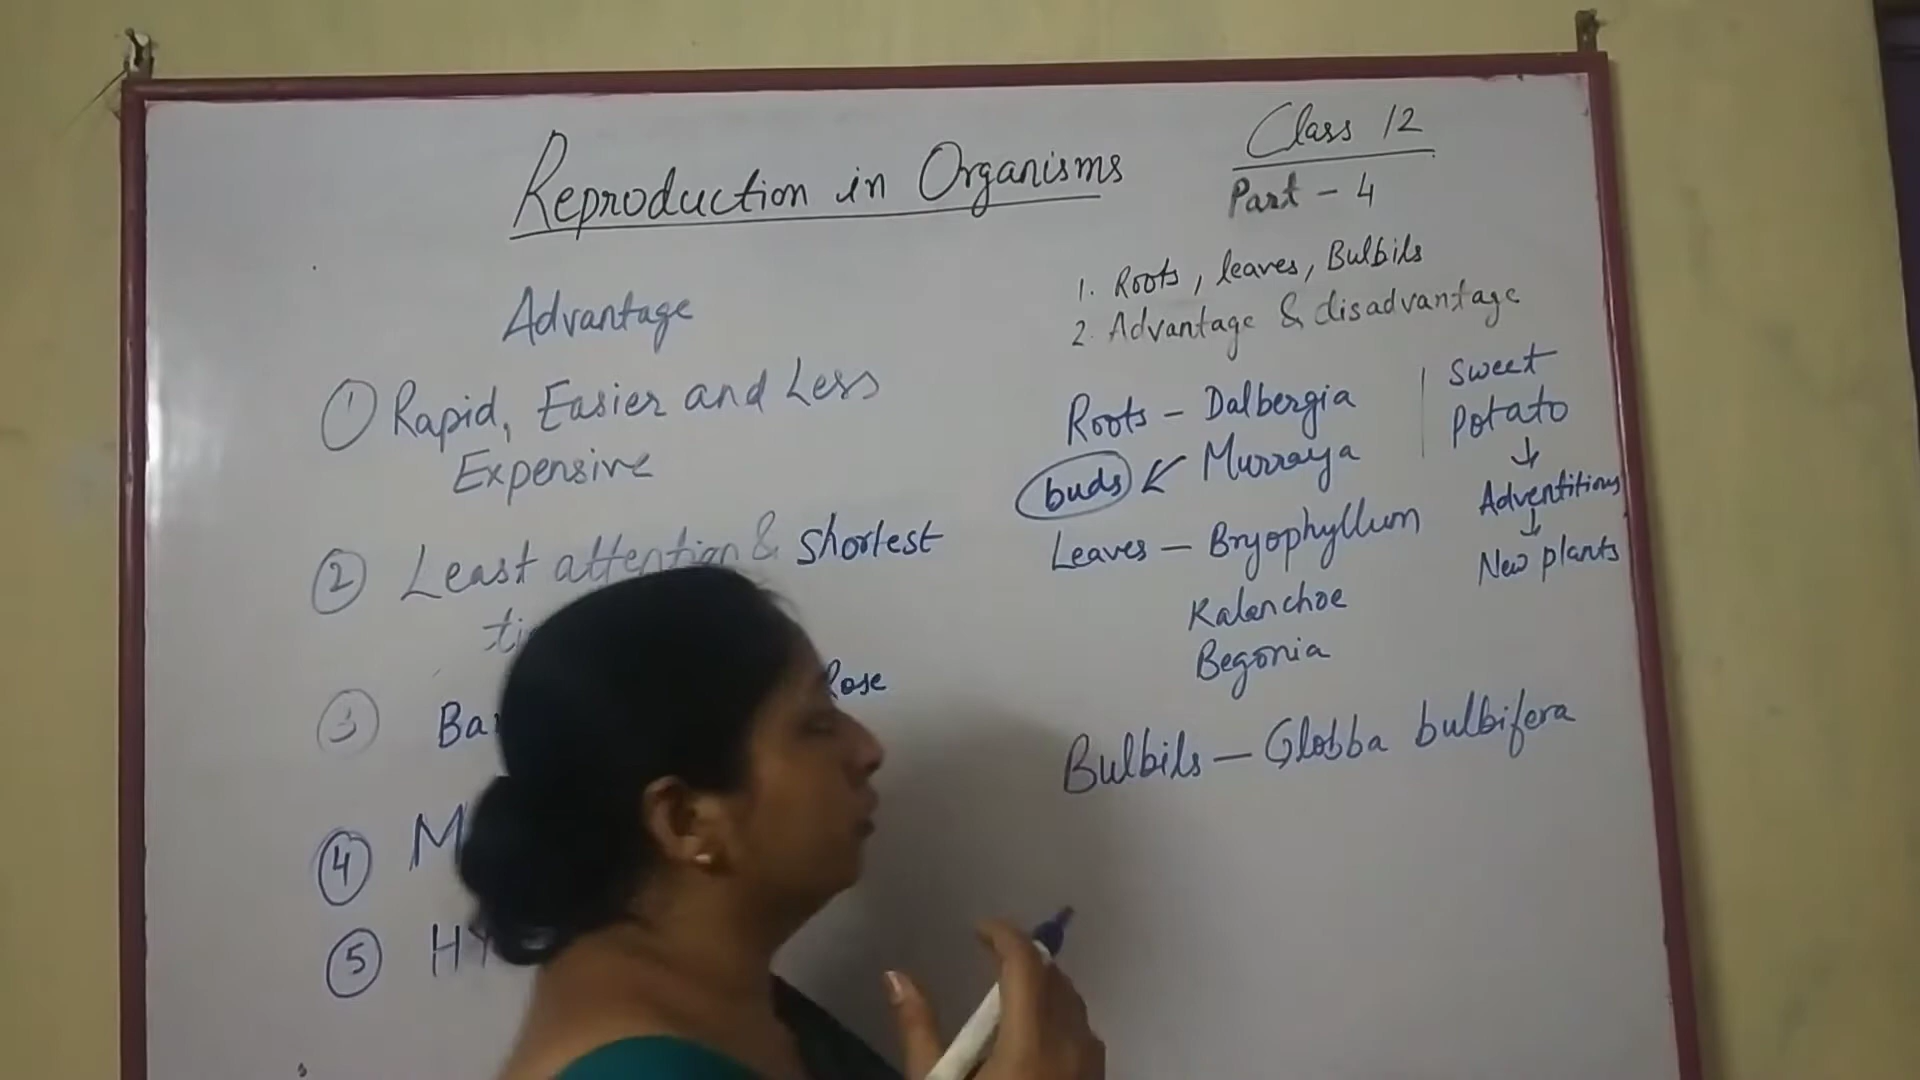 Reproduction in Organisms
Class 12
Part - 4
Advantage
① Rapid, Easier and Less
Expensive
② Least attention & shortest
③
Rose
④
⑤
1. Roots, leaves, Bulbils
2. Advantage & disadvantage
Roots - Dalbergia
buds ↙ Murraya
Leaves - Bryophyllum
Kalenchoe
Begonia
Bulbils - Globba bulbifera
Sweet
Potato
↓
Adventitious
↓
New plants